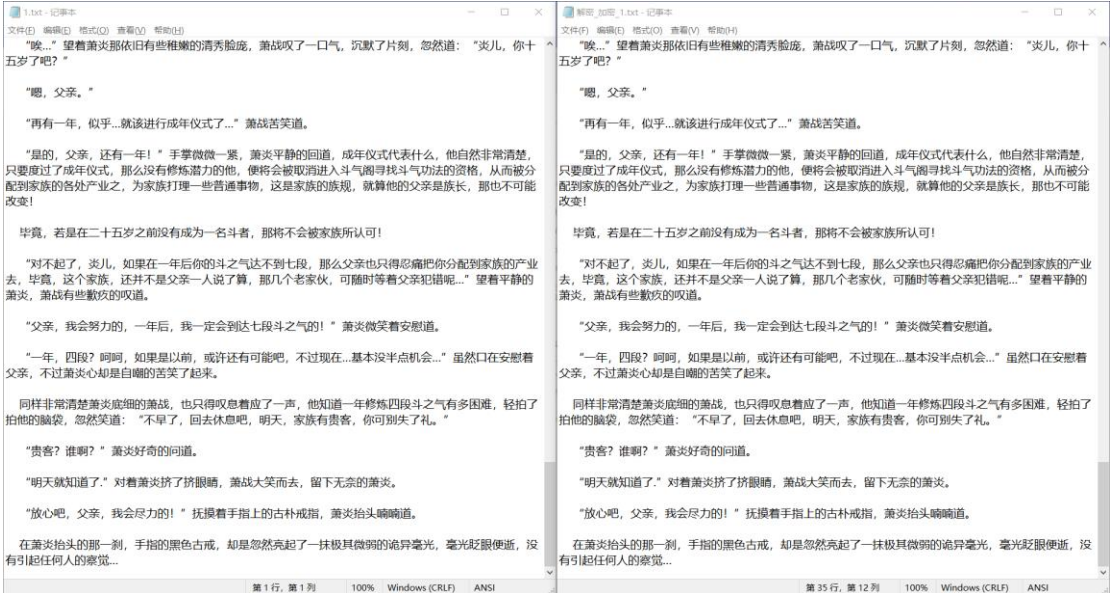 1.txt - 记事本
文件(F) 编辑(E) 格式(O) 查看(V) 帮助(H)
“唉...”望着萧炎那依旧有些稚嫩的清秀脸庞，萧战叹了一口气，沉默了片刻，忽然道：“炎儿，你十
五岁了吧？”
“嗯，父亲。”
“再有一年，似乎...就该进行成年仪式了...”萧战苦笑道。
“是的，父亲，还有一年！”手掌微微一紧，萧炎平静的回道，成年仪式代表什么，他自然非常清楚，
只要度过了成年仪式，那么没有修炼潜力的他，便将会被取消进入斗气阁寻找斗气功法的资格，从而被分
配到家族的各处产业之，为家族打理一些普通事物，这是家族的族规，就算他的父亲是族长，那也不可能
改变！
毕竟，若是在二十五岁之前没有成为一名斗者，那将不会被家族所认可！
“对不起了，炎儿，如果在一年后你的斗之气达不到七段，那么父亲也只得忍痛把你分配到家族的产业
去，毕竟，这个家族，还并不是父亲一人说了算，那几个老家伙，可随时等着父亲犯错呢...”望着平静的
萧炎，萧战有些歉疚的叹道。
“父亲，我会努力的，一年后，我一定会到达七段斗之气的！”萧炎微笑着安慰道。
“一年，四段？呵呵，如果是以前，或许还有可能吧，不过现在...基本没半点机会...”虽然口在安慰着
父亲，不过萧炎心却是自嘲的苦笑了起来。
同样非常清楚萧炎底细的萧战，也只得叹息着应了一声，他知道一年修炼四段斗之气有多困难，轻拍了
拍他的脑袋，忽然笑道：“不早了，回去休息吧，明天，家族有贵客，你可别失了礼。”
“贵客？谁啊？”萧炎好奇的问道。
“明天就知道了.”对着萧炎挤了挤眼睛，萧战大笑而去，留下无奈的萧炎。
“放心吧，父亲，我会尽力的！”抚摸着手指上的古朴戒指，萧炎抬头喃喃道。
在萧炎抬头的那一刹，手指的黑色古戒，却是忽然亮起了一抹极其微弱的诡异毫光，毫光眨眼便逝，没
有引起任何人的察觉...
第 1 行，第 1 列 100% Windows (CRLF) ANSI
解密_加密_1.txt - 记事本
文件(F) 编辑(E) 格式(O) 查看(V) 帮助(H)
“唉...”望着萧炎那依旧有些稚嫩的清秀脸庞，萧战叹了一口气，沉默了片刻，忽然道：“炎儿，你十
五岁了吧？”
“嗯，父亲。”
“再有一年，似乎...就该进行成年仪式了...”萧战苦笑道。
“是的，父亲，还有一年！”手掌微微一紧，萧炎平静的回道，成年仪式代表什么，他自然非常清楚，
只要度过了成年仪式，那么没有修炼潜力的他，便将会被取消进入斗气阁寻找斗气功法的资格，从而被分
配到家族的各处产业之，为家族打理一些普通事物，这是家族的族规，就算他的父亲是族长，那也不可能
改变！
毕竟，若是在二十五岁之前没有成为一名斗者，那将不会被家族所认可！
“对不起了，炎儿，如果在一年后你的斗之气达不到七段，那么父亲也只得忍痛把你分配到家族的产业
去，毕竟，这个家族，还并不是父亲一人说了算，那几个老家伙，可随时等着父亲犯错呢...”望着平静的
萧炎，萧战有些歉疚的叹道。
“父亲，我会努力的，一年后，我一定会到达七段斗之气的！”萧炎微笑着安慰道。
“一年，四段？呵呵，如果是以前，或许还有可能吧，不过现在...基本没半点机会...”虽然口在安慰着
父亲，不过萧炎心却是自嘲的苦笑了起来。
同样非常清楚萧炎底细的萧战，也只得叹息着应了一声，他知道一年修炼四段斗之气有多困难，轻拍了
拍他的脑袋，忽然笑道：“不早了，回去休息吧，明天，家族有贵客，你可别失了礼。”
“贵客？谁啊？”萧炎好奇的问道。
“明天就知道了.”对着萧炎挤了挤眼睛，萧战大笑而去，留下无奈的萧炎。
“放心吧，父亲，我会尽力的！”抚摸着手指上的古朴戒指，萧炎抬头喃喃道。
在萧炎抬头的那一刹，手指的黑色古戒，却是忽然亮起了一抹极其微弱的诡异毫光，毫光眨眼便逝，没
有引起任何人的察觉...
第 35 行，第 12 列 100% Windows (CRLF) ANSI